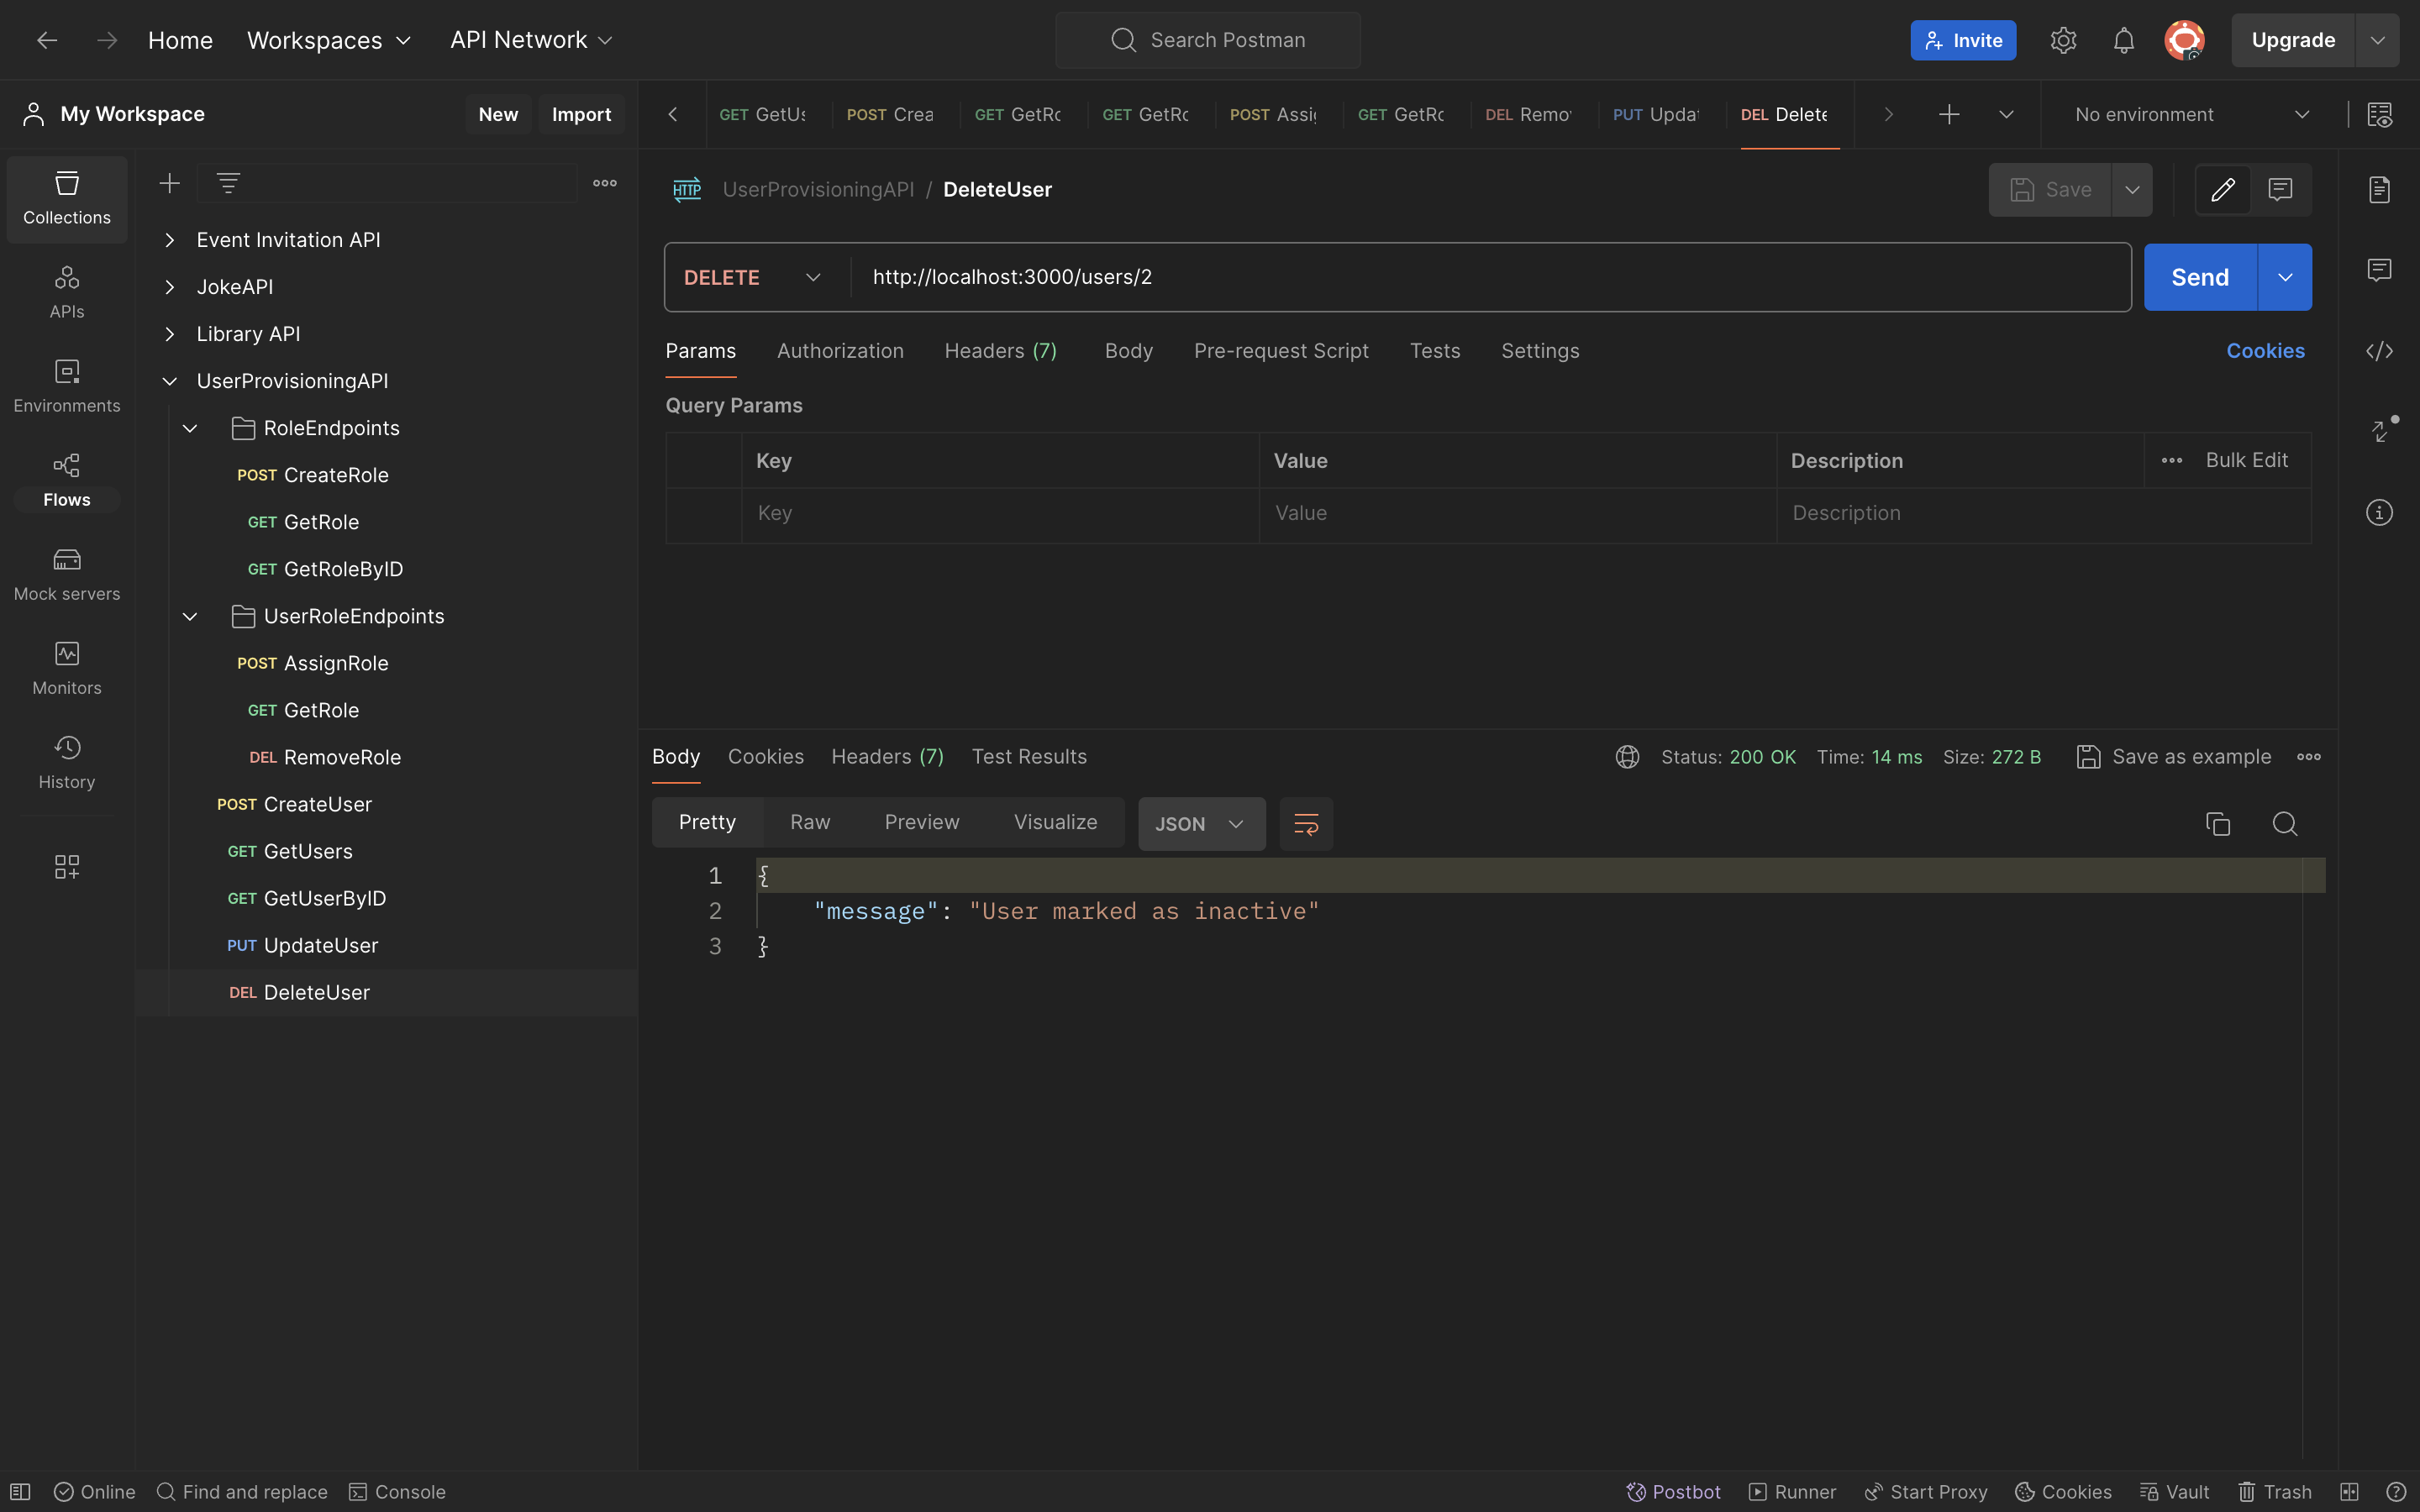 Home Workspaces API Network Search Postman Invite Upgrade
My Workspace New Import
GET GetUs POST Crea GET GetRo GET GetRo POST Assig GET GetRo DEL Remo PUT Updat DEL Delete No environment
Collections
APIs
Environments
Flows
Mock servers
Monitors
History
Event Invitation API
JokeAPI
Library API
UserProvisioningAPI
RoleEndpoints
POST CreateRole
GET GetRole
GET GetRoleByID
UserRoleEndpoints
POST AssignRole
GET GetRole
DEL RemoveRole
POST CreateUser
GET GetUsers
GET GetUserByID
PUT UpdateUser
DEL DeleteUser
HTTP UserProvisioningAPI / DeleteUser Save
DELETE http://localhost:3000/users/2 Send
Params Authorization Headers (7) Body Pre-request Script Tests Settings Cookies
Query Params
Key Value Description Bulk Edit
Key Value Description
Body Cookies Headers (7) Test Results Status: 200 OK Time: 14 ms Size: 272 B Save as example
Pretty Raw Preview Visualize JSON
1 {
2 "message": "User marked as inactive"
3 }
Online Find and replace Console Postbot Runner Start Proxy Cookies Vault Trash